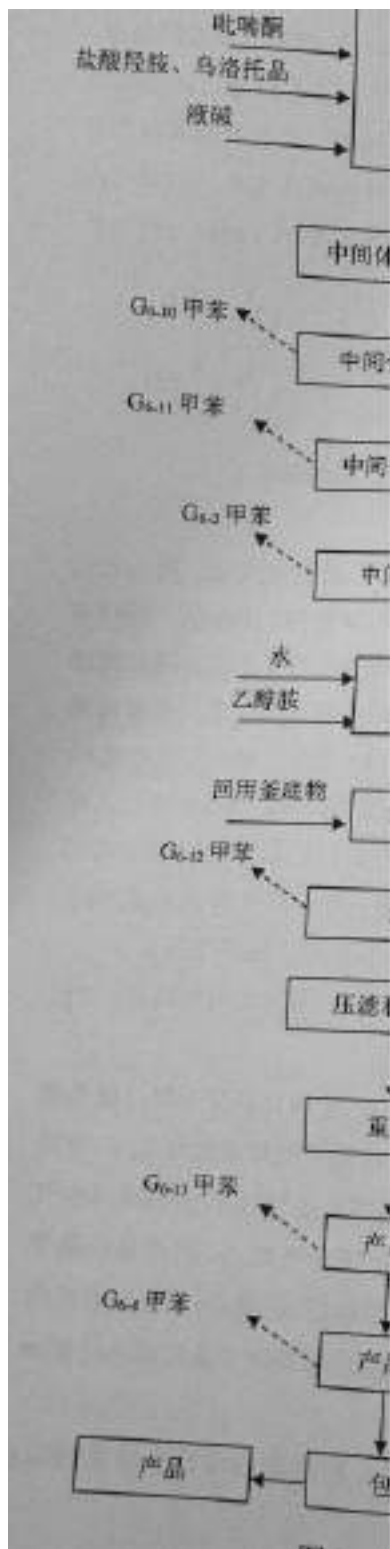 吡啶酮
盐酸羟胺、乌洛托品
液碱
中间体
G₆₋₁₀ 甲苯
中间
G₆₋₁₁ 甲苯
中间
G₆₋₂ 甲苯
水
乙醇胺
回用釜底物
G₆₋₁₂ 甲苯
压滤
重
G₆₋₁₃ 甲苯
产
G₆₋₄ 甲苯
产
产品
包